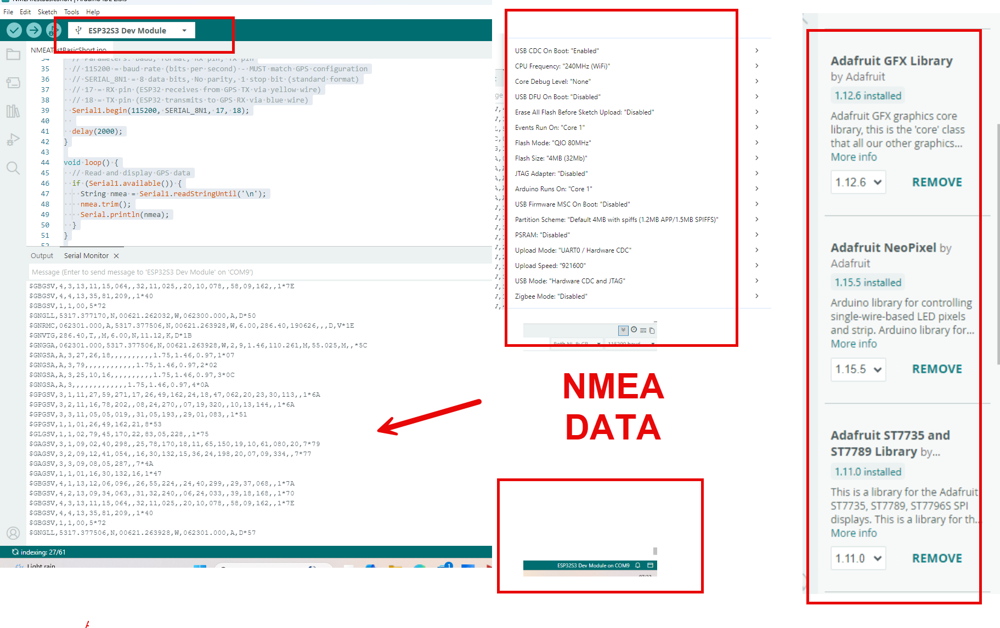 File Edit Sketch Tools Help
ESP32S3 Dev Module
NMEATestBasicShort.ino
34 // Parameters: baud, format, RX pin, TX pin
35 // 115200 = baud rate (bits per second) - MUST match GPS configuration
36 // SERIAL_8N1 = 8 data bits, No parity, 1 stop bit (standard format)
37 // 17 = RX pin (ESP32 receives from GPS TX via yellow wire)
38 // 18 = TX pin (ESP32 transmits to GPS RX via blue wire)
39 Serial1.begin(115200, SERIAL_8N1, 17, 18);
40
41 delay(2000);
42 }
43
44 void loop() {
45 // Read and display GPS data
46 if (Serial1.available()) {
47 String nmea = Serial1.readStringUntil('\n');
48 nmea.trim();
49 Serial.println(nmea);
50 }
51 }
52
Output Serial Monitor
Message (Enter to send message to 'ESP32S3 Dev Module' on 'COM9')
$GBGSV,4,3,13,11,15,064,,32,11,025,,20,10,078,,58,09,162,,1*7E
$GBGSV,4,4,13,35,81,209,,1*40
$GBGSV,1,1,00,5*72
$GNGLL,5317.377170,N,00621.262032,W,062300.000,A,D*50
$GNRMC,062301.000,A,5317.377506,N,00621.263928,W,6.00,286.40,190626,,,D,V*1E
$GNVTG,286.40,T,,M,6.00,N,11.12,K,D*1B
$GNGGA,062301.000,5317.377506,N,00621.263928,W,2,9,1.46,110.261,M,55.025,M,,*5C
$GNGSA,A,3,27,26,18,,,,,,,,,,1.75,1.46,0.97,1*07
$GNGSA,A,3,79,,,,,,,,,,,,1.75,1.46,0.97,2*02
$GNGSA,A,3,25,10,16,,,,,,,,,,1.75,1.46,0.97,3*0C
$GNGSA,A,3,,,,,,,,,,,,,1.75,1.46,0.97,4*0A
$GPGSV,3,1,11,27,59,271,17,26,49,162,24,18,47,062,20,23,30,113,,1*6A
$GPGSV,3,2,11,16,78,202,,08,24,270,,07,19,320,,10,13,144,,1*6A
$GPGSV,3,3,11,05,05,019,,31,05,193,,29,01,083,,1*51
$GPGSV,1,1,01,26,49,162,21,8*53
$GLGSV,1,1,02,79,45,170,22,83,05,228,,1*75
$GAGSV,3,1,09,02,40,298,,25,78,170,18,11,65,150,19,10,61,080,20,7*79
$GAGSV,3,2,09,12,41,054,,16,30,132,15,36,24,198,20,07,09,334,,7*77
$GAGSV,3,3,09,08,05,287,,7*4A
$GAGSV,1,1,01,16,30,132,16,1*47
$GBGSV,4,1,13,12,06,096,,26,55,224,,24,40,299,,29,37,068,,1*7A
$GBGSV,4,2,13,09,34,063,,31,32,240,,06,24,033,,39,18,168,,1*70
$GBGSV,4,3,13,11,15,064,,32,11,025,,20,10,078,,58,09,162,,1*7E
$GBGSV,4,4,13,35,81,209,,1*40
$GBGSV,1,1,00,5*72
$GNGLL,5317.377506,N,00621.263928,W,062301.000,A,D*57
indexing: 27/61
Light rain
1
USB CDC On Boot: "Enabled"
CPU Frequency: "240MHz (WiFi)"
Core Debug Level: "None"
USB DFU On Boot: "Disabled"
Erase All Flash Before Sketch Upload: "Disabled"
Events Run On: "Core 1"
Flash Mode: "QIO 80MHz"
Flash Size: "4MB (32Mb)"
JTAG Adapter: "Disabled"
Arduino Runs On: "Core 1"
USB Firmware MSC On Boot: "Disabled"
Partition Scheme: "Default 4MB with spiffs (1.2MB APP/1.5MB SPIFFS)"
PSRAM: "Disabled"
Upload Mode: "UART0 / Hardware CDC"
Upload Speed: "921600"
USB Mode: "Hardware CDC and JTAG"
Zigbee Mode: "Disabled"
Both NL & CR 115200 baud
NMEA
DATA
ESP32S3 Dev Module on COM9
Adafruit GFX Library
by Adafruit
1.12.6 installed
Adafruit GFX graphics core
library, this is the 'core' class
that all our other graphics...
More info
1.12.6 REMOVE
Adafruit NeoPixel by
Adafruit
1.15.5 installed
Arduino library for controlling
single-wire-based LED pixels
and strip. Arduino library for...
More info
1.15.5 REMOVE
Adafruit ST7735 and
ST7789 Library by...
1.11.0 installed
This is a library for the Adafruit
ST7735, ST7789, ST7796S SPI
displays. This is a library for th...
More info
1.11.0 REMOVE